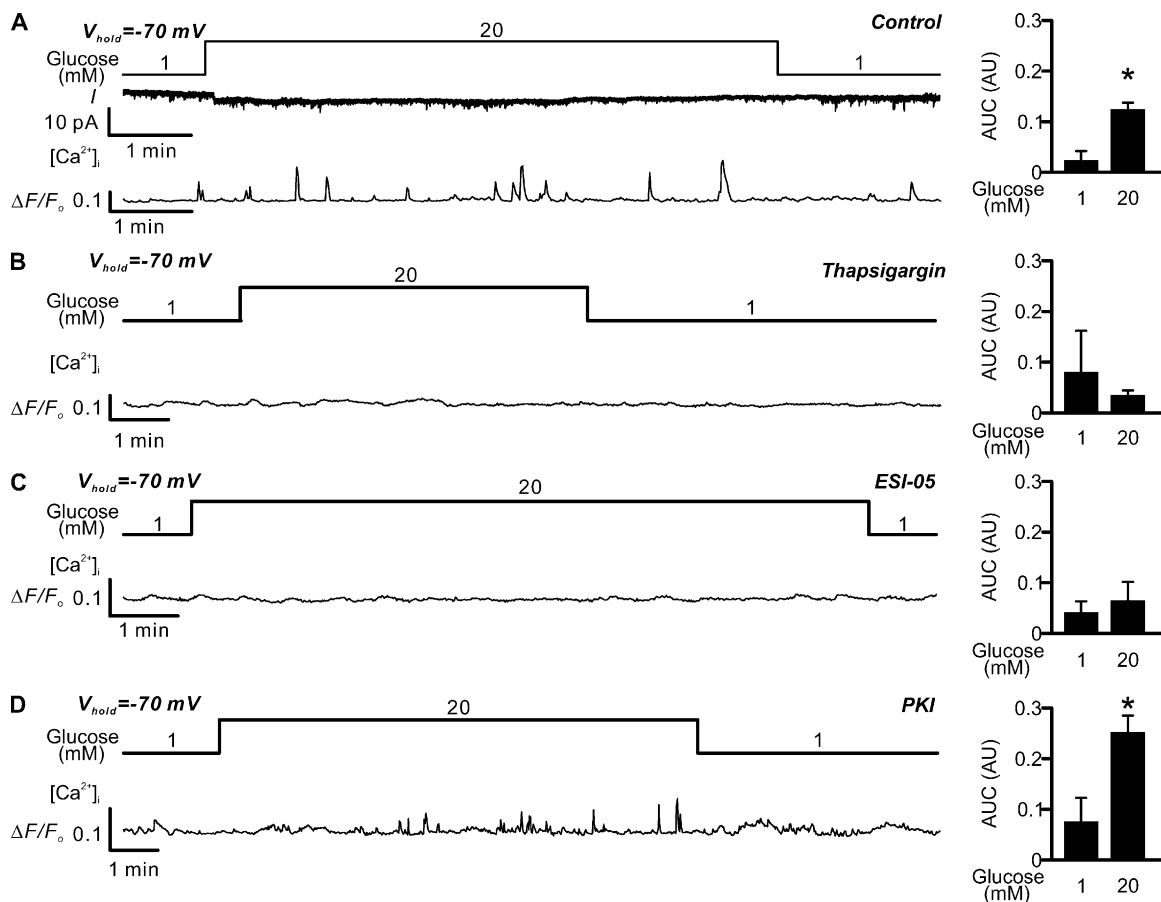 A
V_hold=-70 mV
Control
20
Glucose
(mM)
1
1
I
10 pA
1 min
[Ca²⁺]ᵢ
ΔF/Fₒ 0.1
1 min
0.3
0.2
0.1
0
AUC (AU)
*
Glucose
(mM)
1
20
B
V_hold=-70 mV
Thapsigargin
20
Glucose
(mM)
1
1
[Ca²⁺]ᵢ
ΔF/Fₒ 0.1
1 min
0.3
0.2
0.1
0
AUC (AU)
Glucose
(mM)
1
20
C
V_hold=-70 mV
ESI-05
20
Glucose
(mM)
1
1
[Ca²⁺]ᵢ
ΔF/Fₒ 0.1
1 min
0.3
0.2
0.1
0
AUC (AU)
Glucose
(mM)
1
20
D
V_hold=-70 mV
PKI
20
Glucose
(mM)
1
1
[Ca²⁺]ᵢ
ΔF/Fₒ 0.1
1 min
0.3
0.2
0.1
0
AUC (AU)
*
Glucose
(mM)
1
20